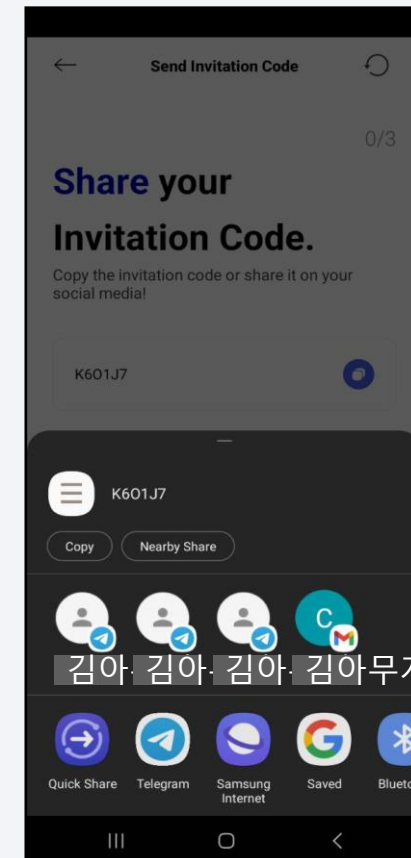 Send Invitation Code
0/3
Share your
Invitation Code.
Copy the invitation code or share it on your
social media!
K6O1J7
K6O1J7
Copy
Nearby Share
C
김아 김아 김아 김아무개
Quick Share
Telegram
Samsung
Internet
Saved